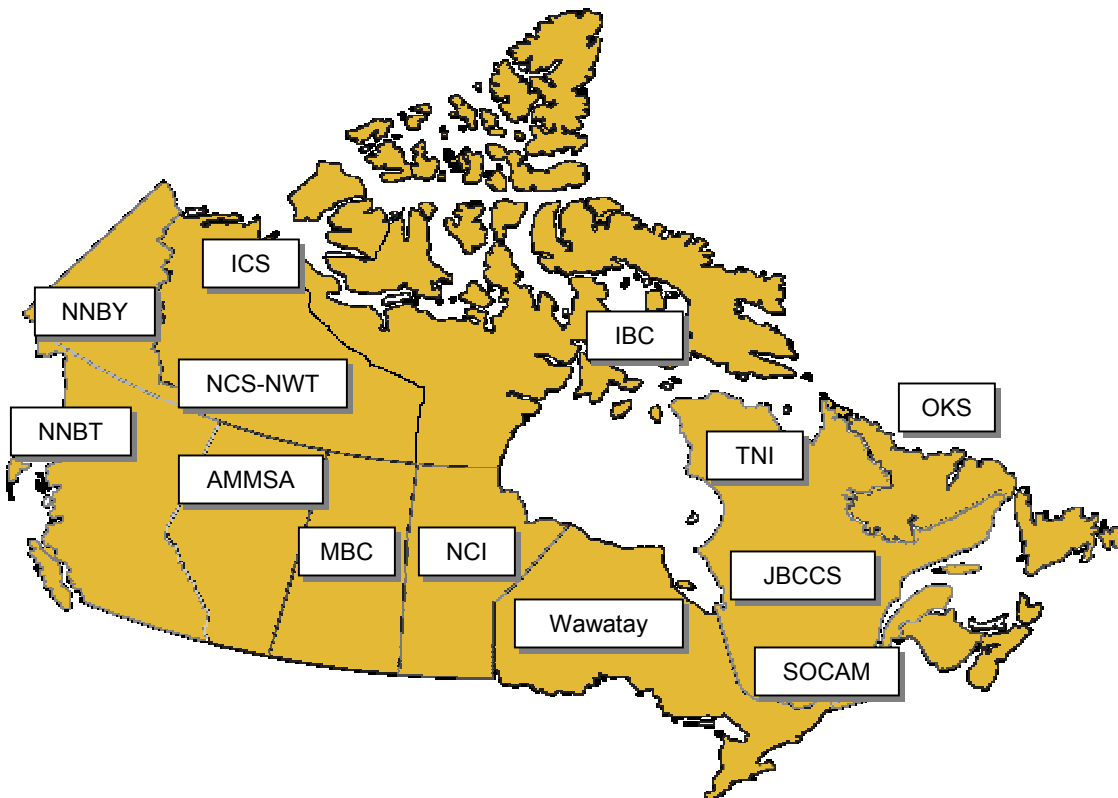 ICS
NNBY
IBC
NCS-NWT
OKS
NNBT
TNI
AMMSA
MBC
NCI
JBCCS
Wawatay
SOCAM